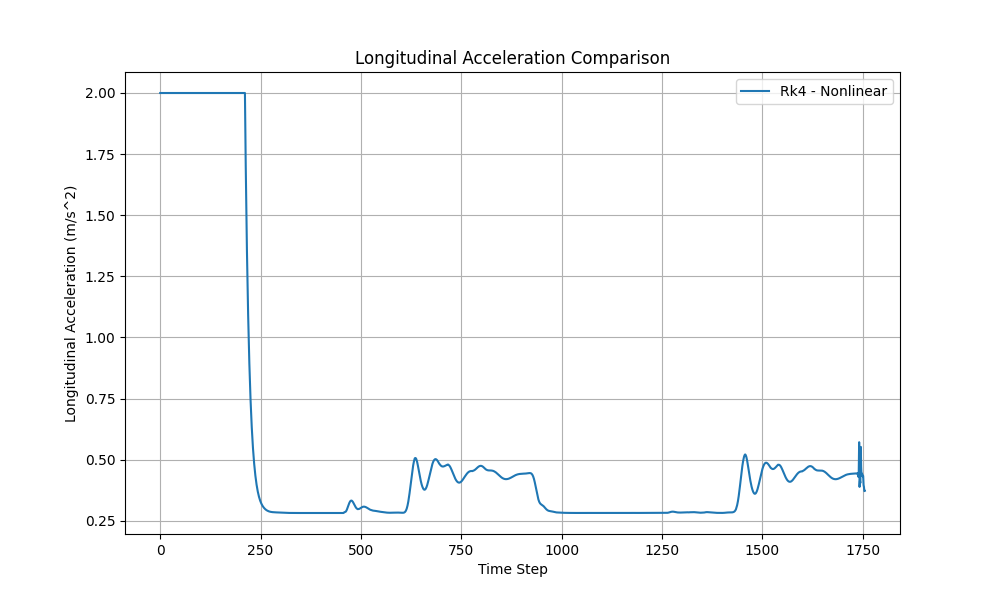 Longitudinal Acceleration Comparison
Rk4 - Nonlinear
Longitudinal Acceleration (m/s^2)
2.00
1.75
1.50
1.25
1.00
0.75
0.50
0.25
0 250 500 750 1000 1250 1500 1750
Time Step